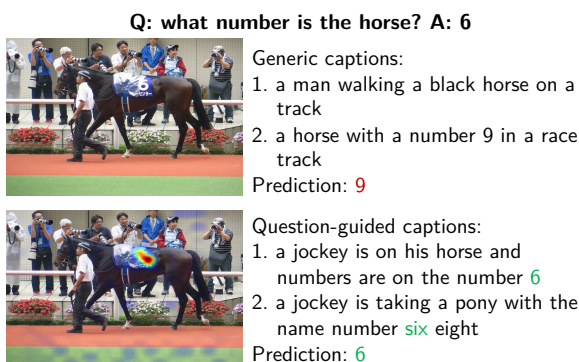 Q: what number is the horse? A: 6
Generic captions:
1. a man walking a black horse on a
track
2. a horse with a number 9 in a race
track
Prediction: 9
6
Question-guided captions:
1. a jockey is on his horse and
numbers are on the number 6
2. a jockey is taking a pony with the
name number six eight
Prediction: 6